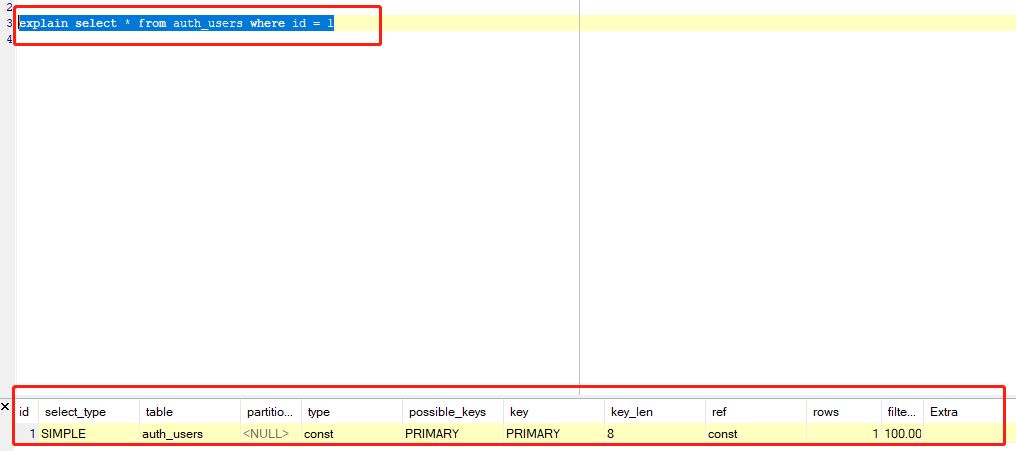 2
3 explain select * from auth_users where id = 1
4
id select_type table partitio... type possible_keys key key_len ref rows filte... Extra
1 SIMPLE auth_users <NULL> const PRIMARY PRIMARY 8 const 1 100.00